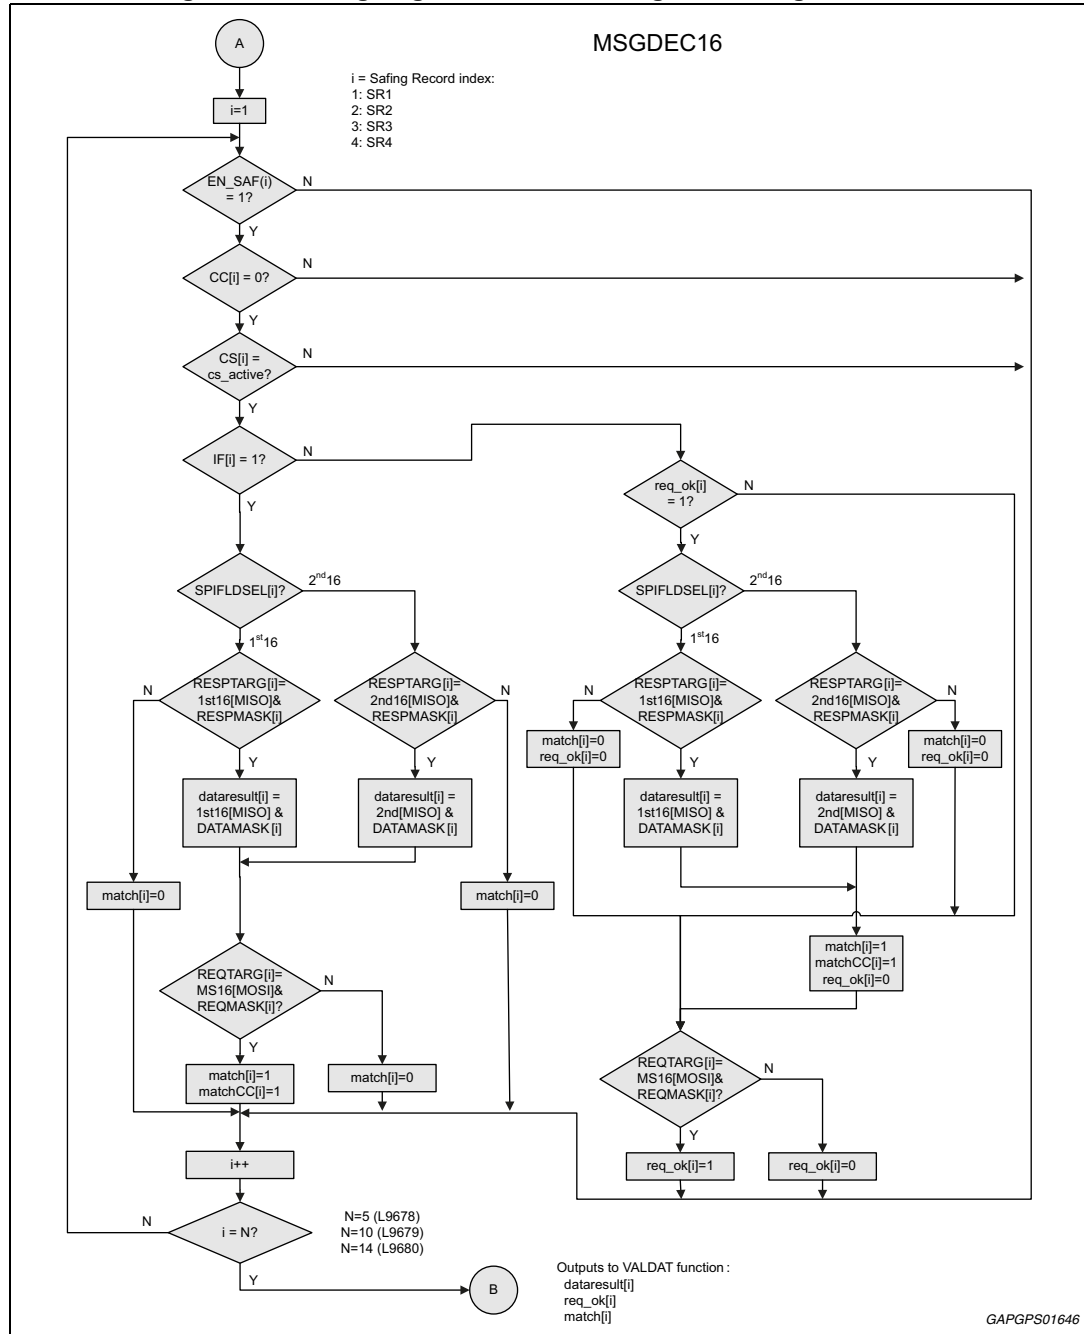 MSGDEC16
A
i = Safing Record index:
1: SR1
2: SR2
3: SR3
4: SR4
i=1
EN_SAF(i)
= 1?
N
Y
CC[i] = 0?
N
Y
CS[i] =
cs_active?
N
Y
IF[i] = 1?
N
Y
req_ok[i]
= 1?
N
Y
SPIFLDSEL[i]?
2nd16
1st16
SPIFLDSEL[i]?
2nd16
1st16
RESPTARG[i]=
1st16[MISO]&
RESPMASK[i]
N
Y
RESPTARG[i]=
2nd16[MISO]&
RESPMASK[i]
N
Y
RESPTARG[i]=
1st16[MISO]&
RESPMASK[i]
N
Y
RESPTARG[i]=
2nd16[MISO]&
RESPMASK[i]
N
Y
match[i]=0
req_ok[i]=0
match[i]=0
req_ok[i]=0
dataresult[i] =
1st16[MISO] &
DATAMASK[i]
dataresult[i] =
2nd[MISO] &
DATAMASK[i]
dataresult[i] =
1st16[MISO] &
DATAMASK[i]
dataresult[i] =
2nd[MISO] &
DATAMASK[i]
match[i]=0
match[i]=0
match[i]=1
matchCC[i]=1
req_ok[i]=0
REQTARG[i]=
MS16[MOSI]&
REQMASK[i]?
N
Y
match[i]=1
matchCC[i]=1
match[i]=0
REQTARG[i]=
MS16[MOSI]&
REQMASK[i]?
N
Y
req_ok[i]=1
req_ok[i]=0
i++
i = N?
N
Y
N=5 (L9678)
N=10 (L9679)
N=14 (L9680)
B
Outputs to VALDAT function :
dataresult[i]
req_ok[i]
match[i]
GAPGPS01646